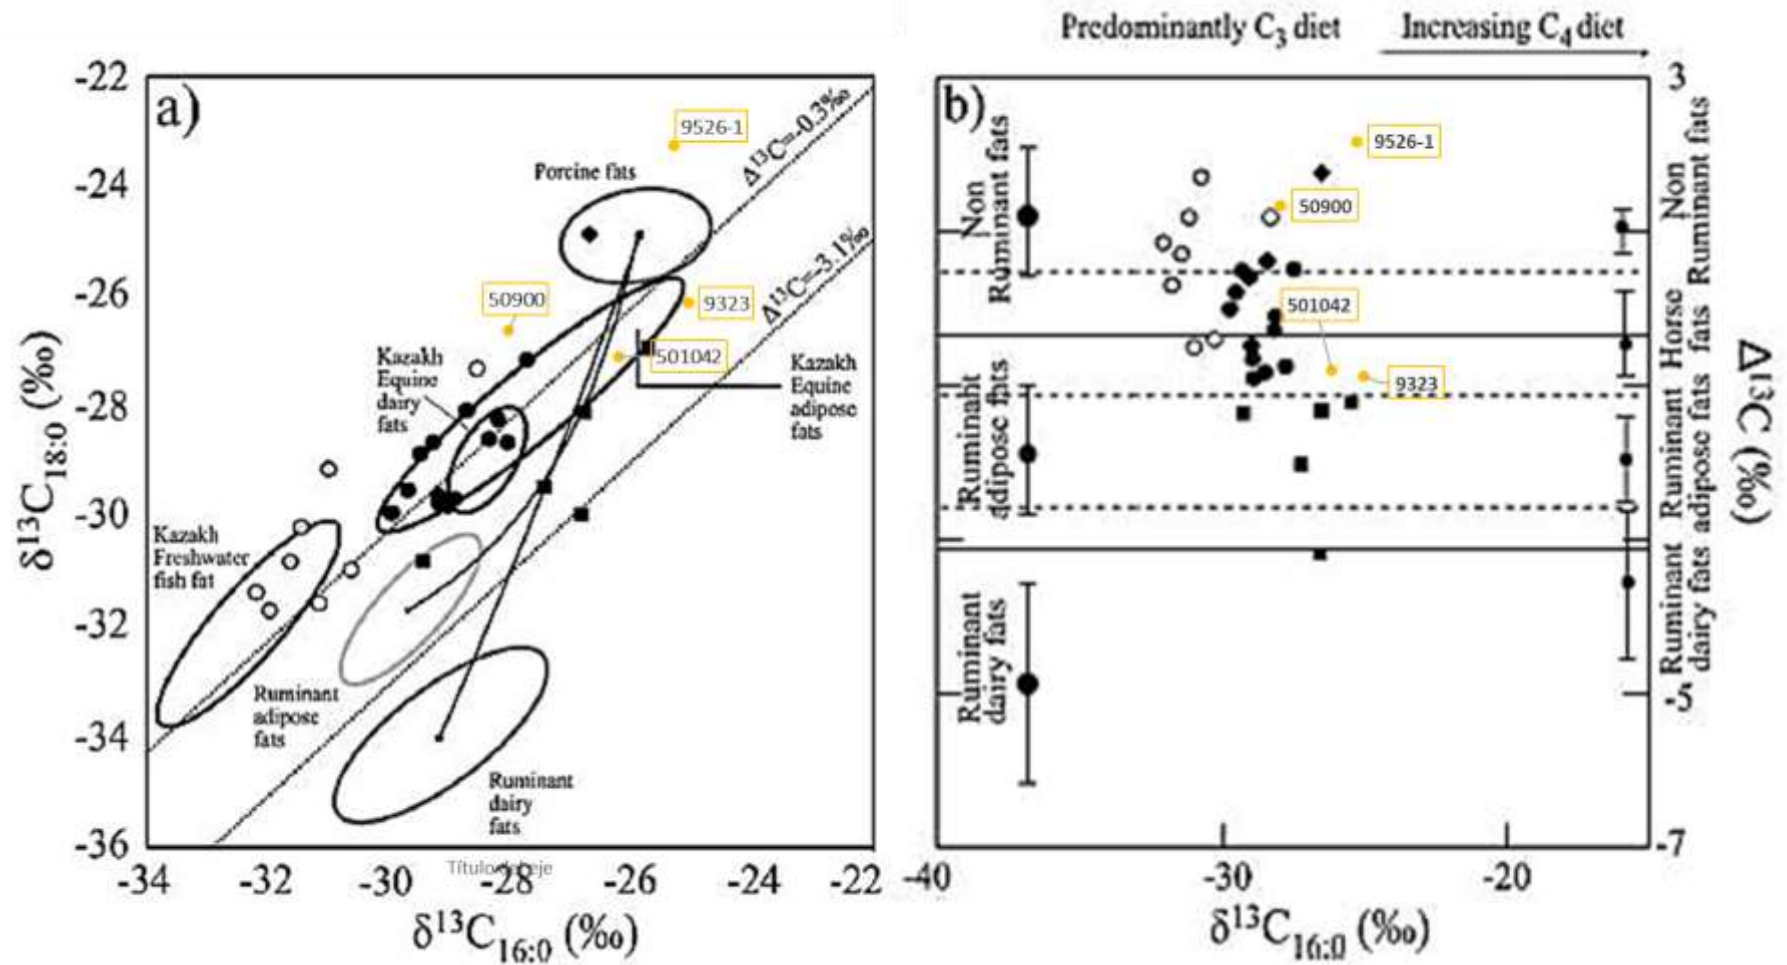 Predominantly C₃ diet
Increasing C₄ diet
a)
-22
-24
-26
-28
-30
-32
-34
-36
δ¹³C₁₈:₀ (‰)
9526-1
Δ¹³C=-0.3‰
Porcine fats
Δ¹³C=-3.1‰
50900
9323
501042
Kazakh
Equine
dairy
fats
Kazakh
Equine
adipose
fats
Kazakh
Freshwater
fish fat
Ruminant
adipose
fats
Ruminant
dairy
fats
Título del eje
-34
-32
-30
-28
-26
-24
-22
δ¹³C₁₆:₀ (‰)
b)
Non
Ruminant fats
Ruminant
adipose fats
Ruminant
dairy fats
9526-1
50900
501042
9323
3
Non
Ruminant fats
Horse
fats
Ruminant
adipose fats
Ruminant
dairy fats
-5
-7
Δ¹³C (‰)
-40
-30
-20
δ¹³C₁₆:₀ (‰)